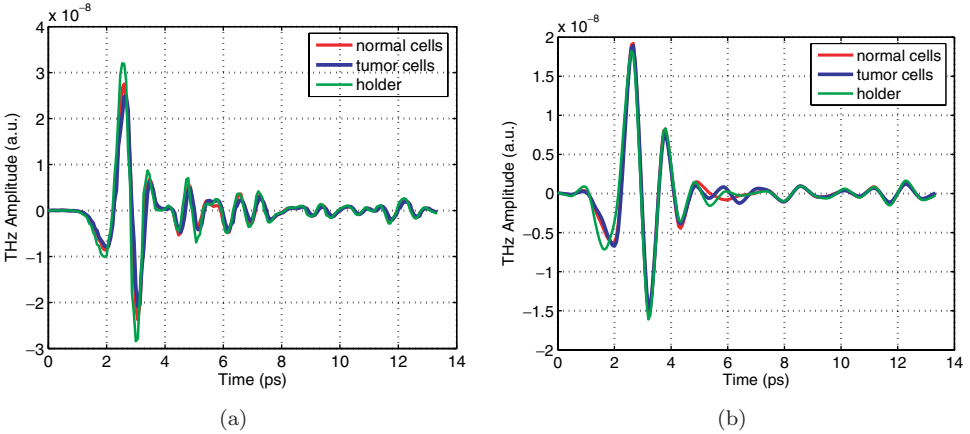 x 10⁻⁸
4
3
2
1
0
−1
−2
−3
THz Amplitude (a.u.)
normal cells
tumor cells
holder
0 2 4 6 8 10 12 14
Time (ps)
(a)
x 10⁻⁸
2
1.5
1
0.5
0
−0.5
−1
−1.5
−2
THz Amplitude (a.u.)
normal cells
tumor cells
holder
0 2 4 6 8 10 12 14
Time (ps)
(b)